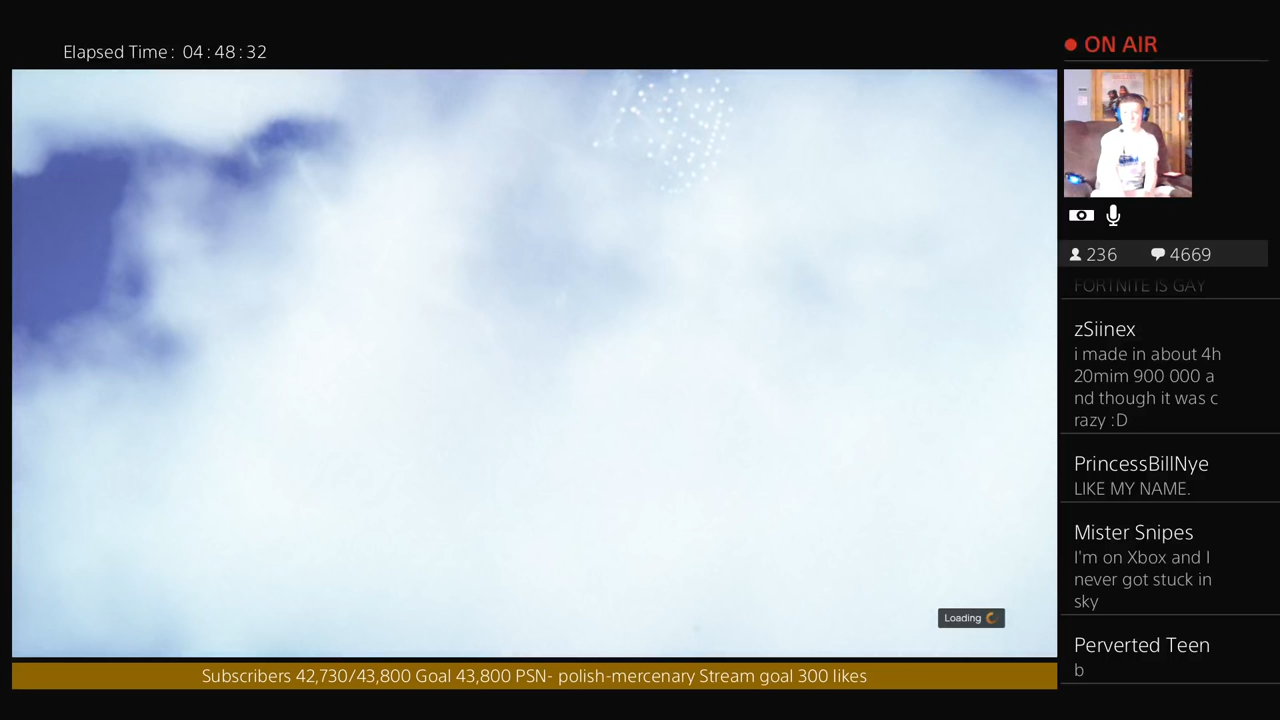 Elapsed Time: 04:48:32
ON AIR
236 4669
FORTNITE IS GAY
zSiinex
i made in about 4h
20mim 900 000 a
nd though it was c
razy :D
PrincessBillNye
LIKE MY NAME.
Mister Snipes
I'm on Xbox and I
never got stuck in
sky
Perverted Teen
b
Loading
Subscribers 42,730/43,800 Goal 43,800 PSN- polish-mercenary Stream goal 300 likes